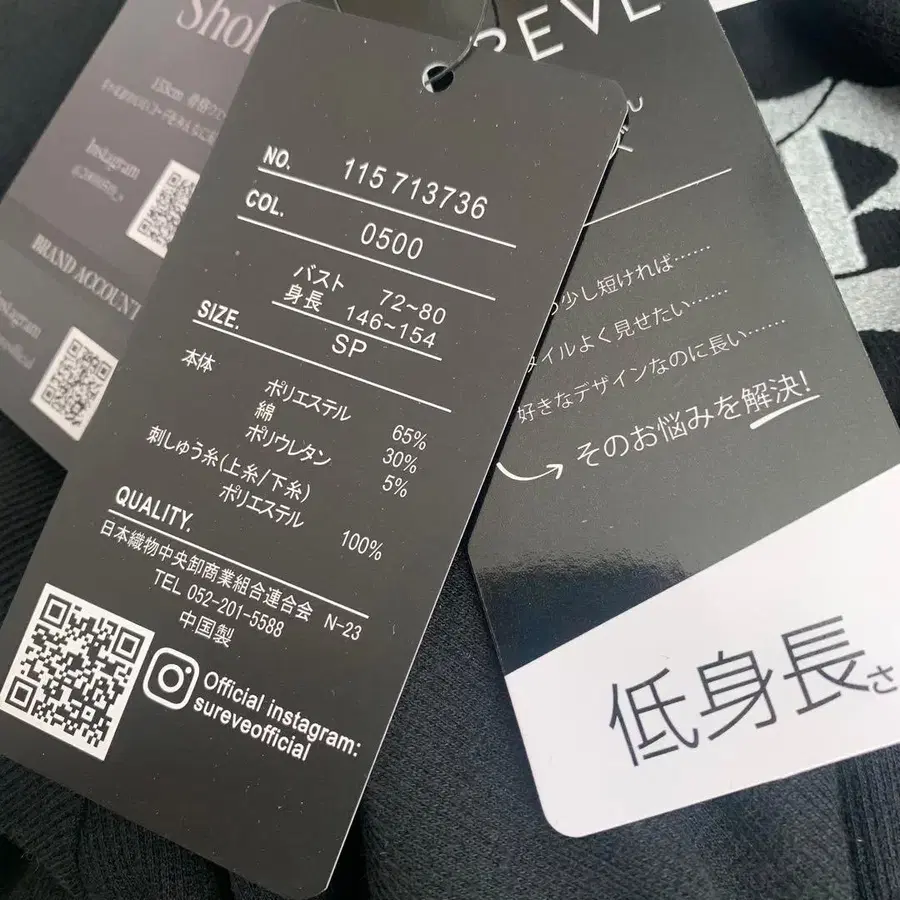 NO. 115 713736
COL. 0500
バスト 72~80
身長 146~154
SIZE. SP
本体
ポリエステル 65%
綿 30%
ポリウレタン 5%
刺しゅう糸(上糸/下糸)
ポリエステル 100%
QUALITY.
日本織物中央卸商業組合連合会 N-23
TEL 052-201-5588
中国製
Official instagram:
sureveofficial
REVE
少し短ければ……
イルよく見せたい……
好きなデザインなのに長い……
そのお悩みを解決!
低身長さ
Sho
153cm
Instagram
BRAND ACCOUNT
nstagram
official